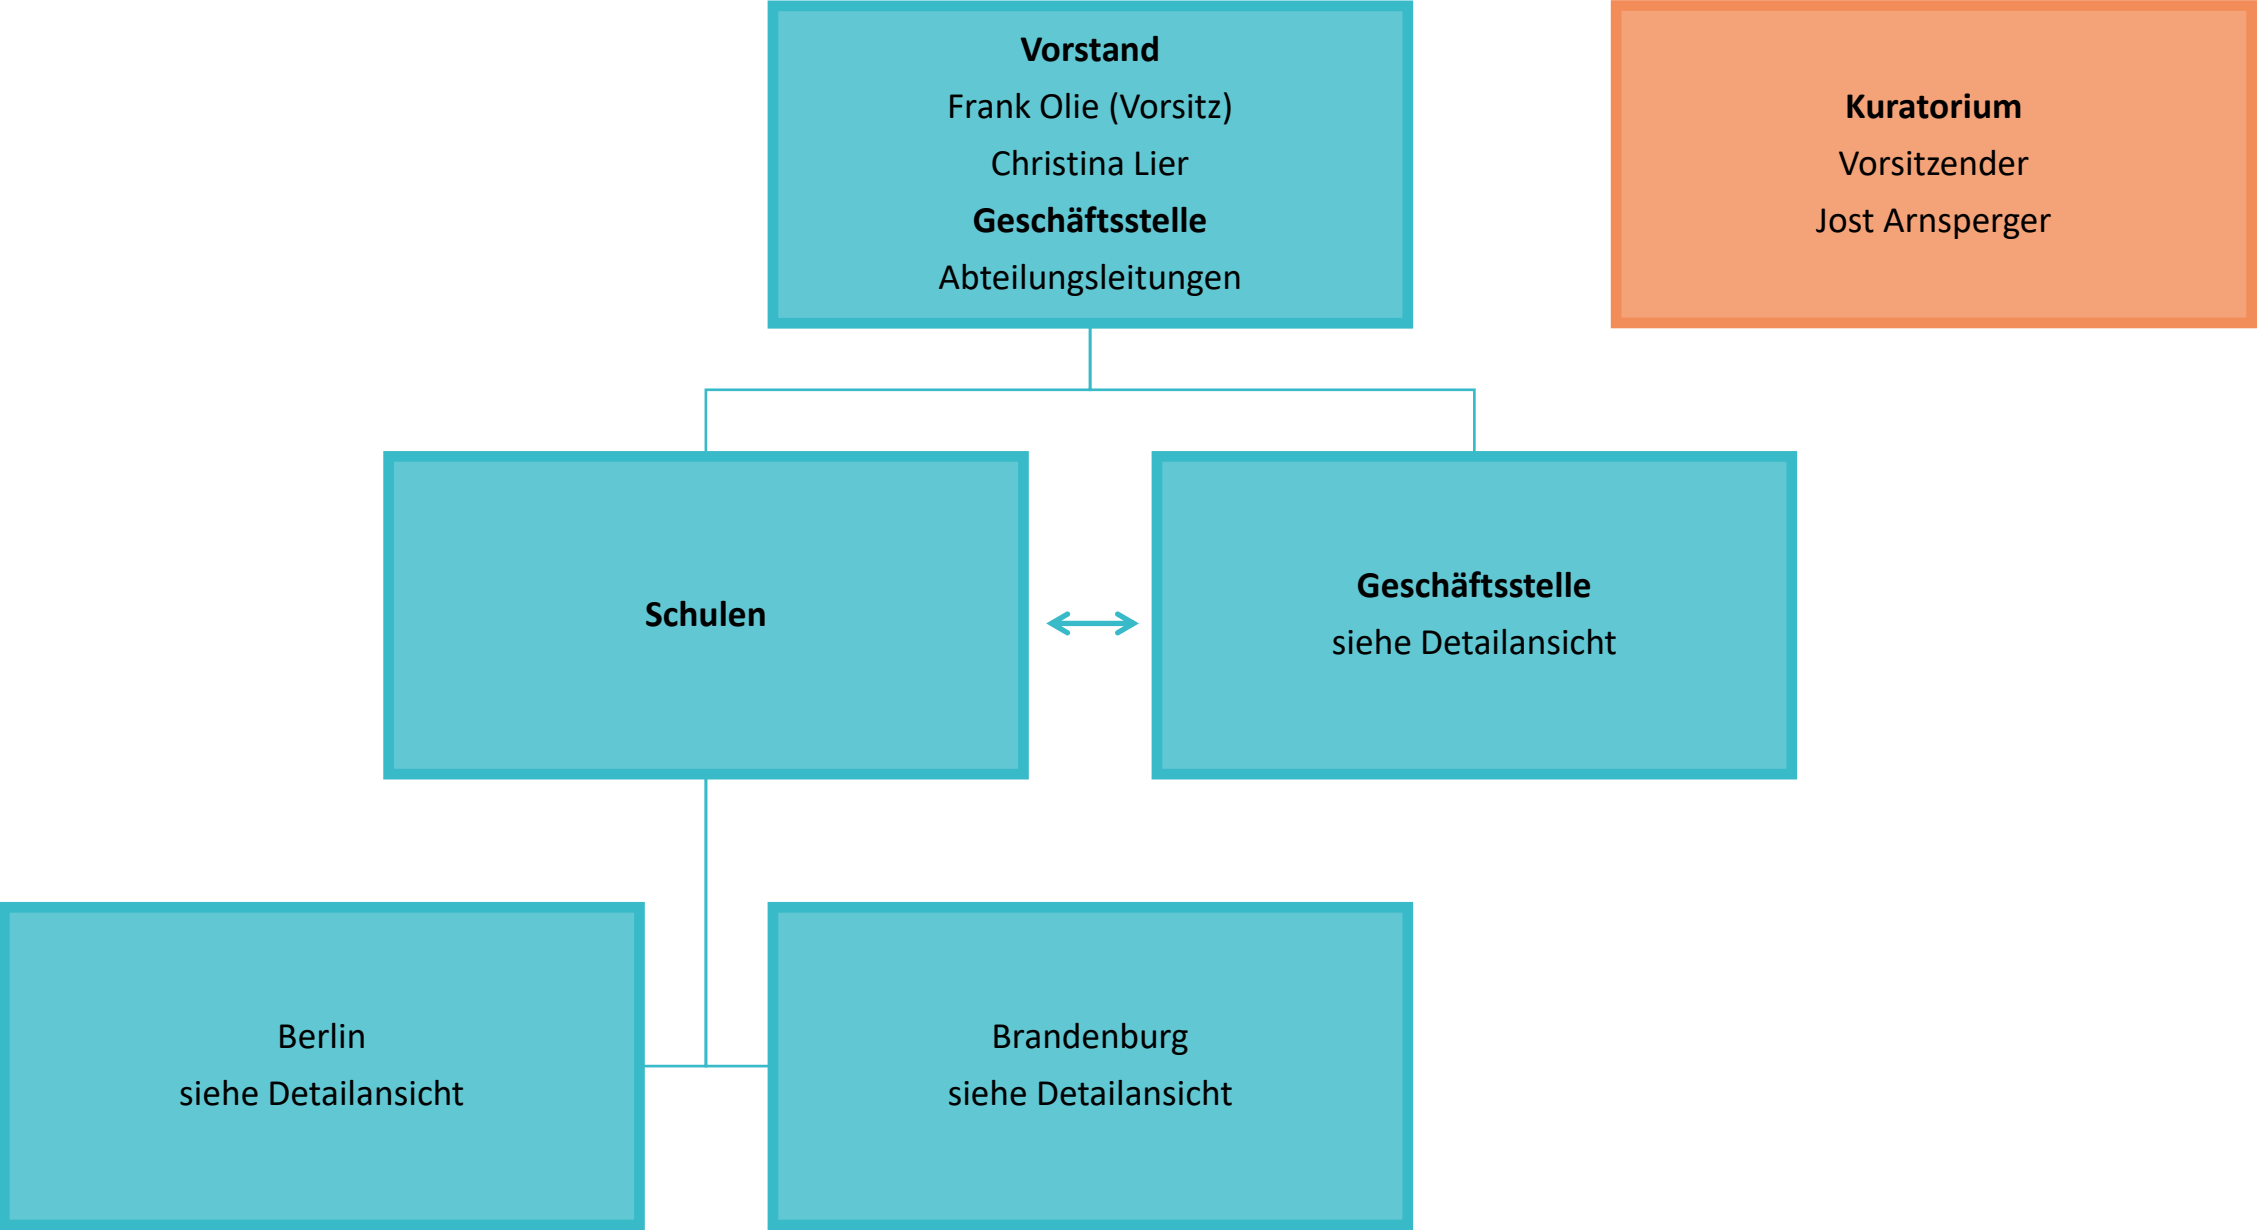 Vorstand
Frank Olie (Vorsitz)
Christina Lier
Geschäftsstelle
Abteilungsleitungen
Kuratorium
Vorsitzender
Jost Arnsperger
Schulen
Geschäftsstelle
siehe Detailansicht
Berlin
siehe Detailansicht
Brandenburg
siehe Detailansicht